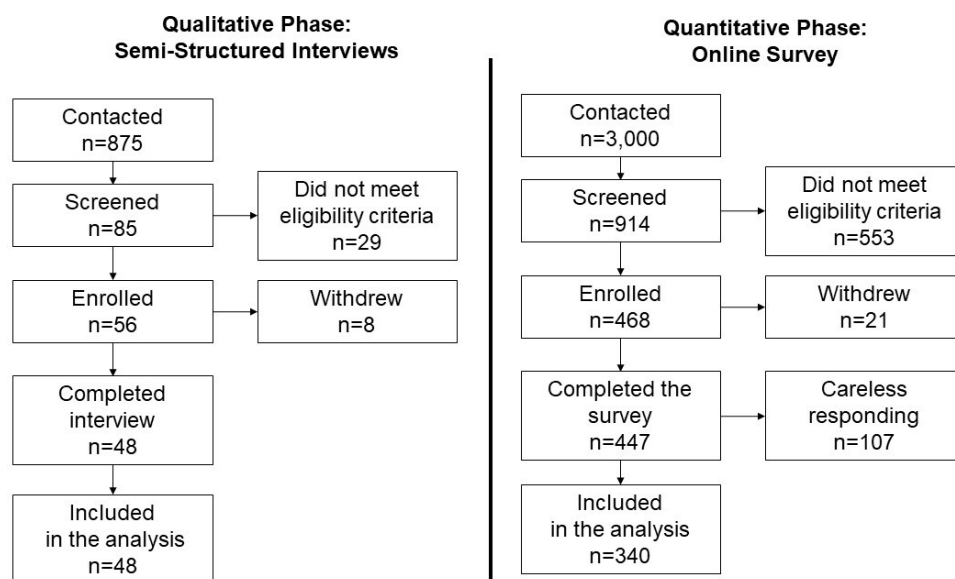 Qualitative Phase:
Semi-Structured Interviews
Contacted
n=875
Screened
n=85
Did not meet
eligibility criteria
n=29
Enrolled
n=56
Withdrew
n=8
Completed
interview
n=48
Included
in the analysis
n=48
Quantitative Phase:
Online Survey
Contacted
n=3,000
Screened
n=914
Did not meet
eligibility criteria
n=553
Enrolled
n=468
Withdrew
n=21
Completed the
survey
n=447
Careless
responding
n=107
Included
in the analysis
n=340